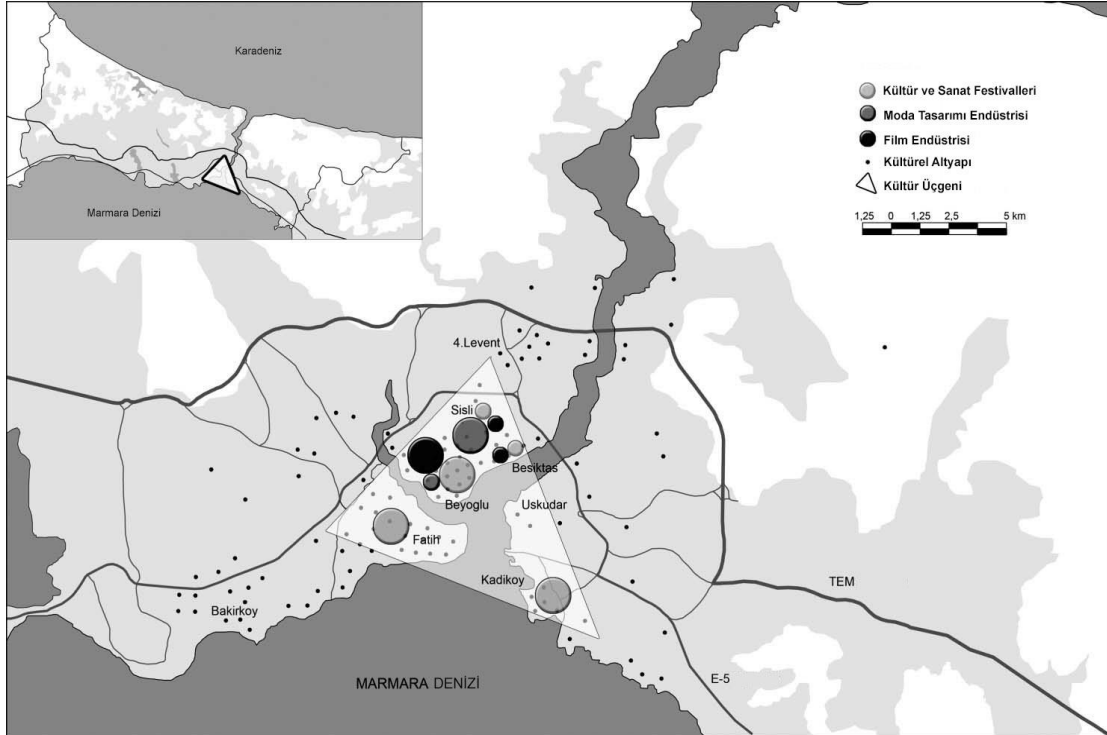 Karadeniz
Marmara Denizi
Kültür ve Sanat Festivalleri
Moda Tasarımı Endüstrisi
Film Endüstrisi
Kültürel Altyapı
Kültür Üçgeni
1,25 0 1,25 2,5 5 km
4.Levent
Sisli
Besiktas
Beyoglu
Uskudar
Fatih
Kadikoy
TEM
Bakirkoy
E-5
MARMARA DENİZİ